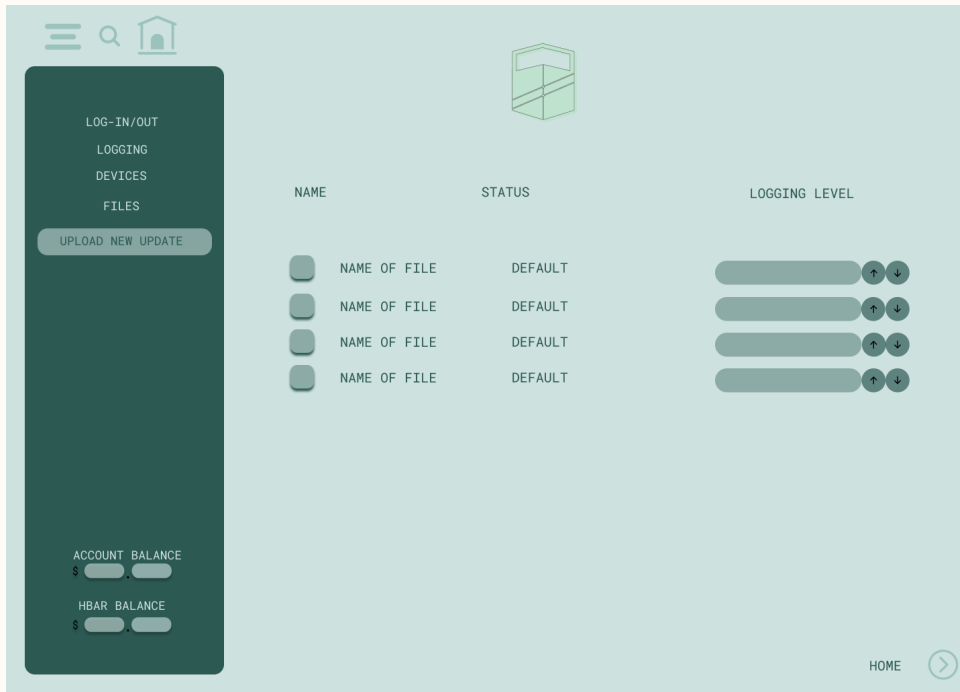 LOG-IN/OUT
LOGGING
DEVICES
FILES
UPLOAD NEW UPDATE
ACCOUNT BALANCE
$ .
HBAR BALANCE
$ .
NAME STATUS LOGGING LEVEL
NAME OF FILE DEFAULT ↑ ↓
NAME OF FILE DEFAULT ↑ ↓
NAME OF FILE DEFAULT ↑ ↓
NAME OF FILE DEFAULT ↑ ↓
HOME